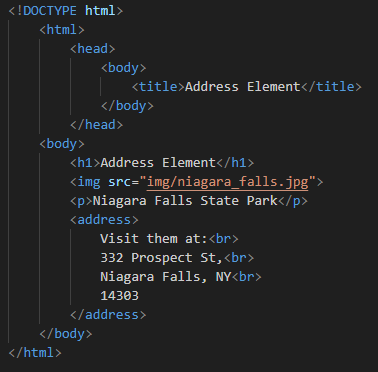 <!DOCTYPE html>
<html>
<head>
<body>
<title>Address Element</title>
</body>
</head>
<body>
<h1>Address Element</h1>
<img src="img/niagara_falls.jpg">
<p>Niagara Falls State Park</p>
<address>
Visit them at:<br>
332 Prospect St,<br>
Niagara Falls, NY<br>
14303
</address>
</body>
</html>